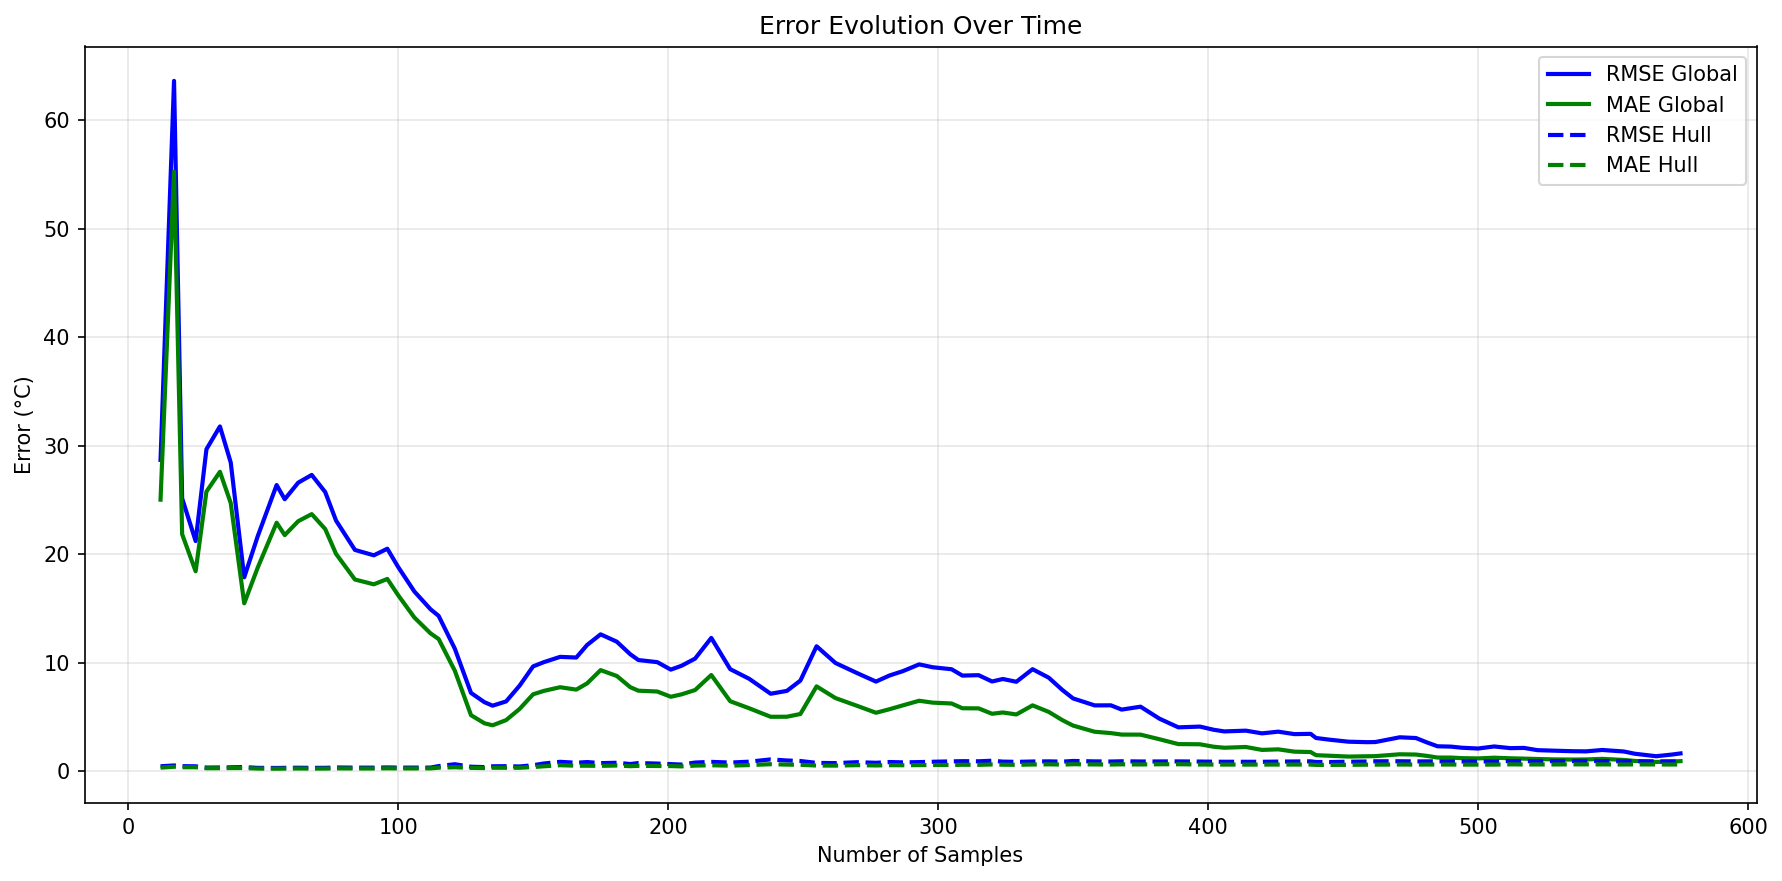 Error Evolution Over Time
RMSE Global
MAE Global
RMSE Hull
MAE Hull
Error (°C)
60
50
40
30
20
10
0
0 100 200 300 400 500 600
Number of Samples